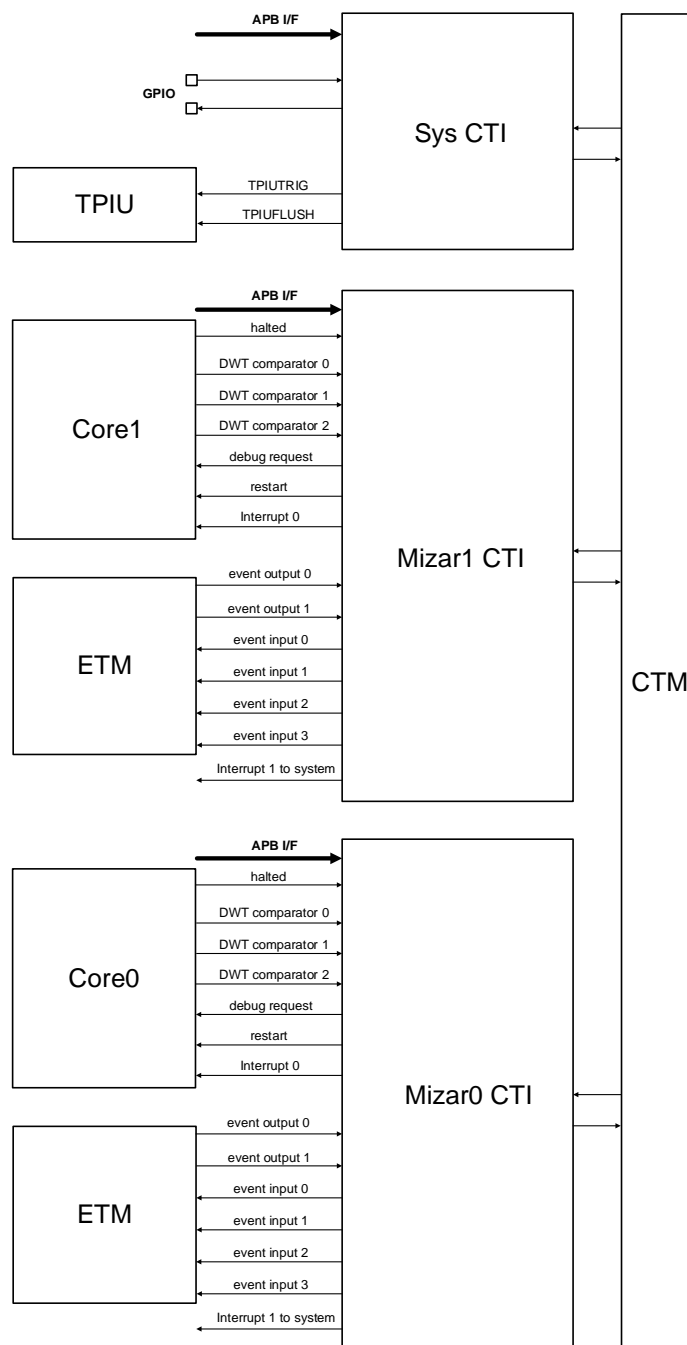 APB I/F
GPIO
Sys CTI
TPIU
TPIUTRIG
TPIUFLUSH
APB I/F
halted
DWT comparator 0
DWT comparator 1
Core1
DWT comparator 2
debug request
restart
Interrupt 0
Mizar1 CTI
event output 0
event output 1
ETM
event input 0
event input 1
CTM
event input 2
event input 3
Interrupt 1 to system
APB I/F
halted
DWT comparator 0
DWT comparator 1
Core0
DWT comparator 2
debug request
restart
Interrupt 0
Mizar0 CTI
event output 0
event output 1
ETM
event input 0
event input 1
event input 2
event input 3
Interrupt 1 to system